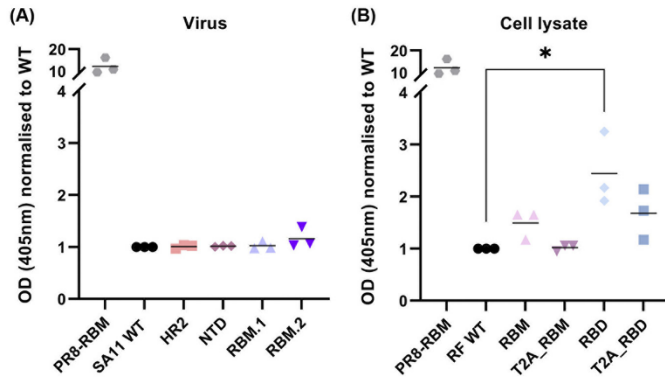 (A)
Virus
OD (405nm) normalised to WT
20
10
4
3
2
1
0
PR8-RBM
SA11 WT
HR2
NTD
RBM.1
RBM.2
(B)
Cell lysate
OD (405nm) normalised to WT
20
10
4
3
2
1
0
*
PR8-RBM
RF WT
RBM
T2A_RBM
RBD
T2A_RBD